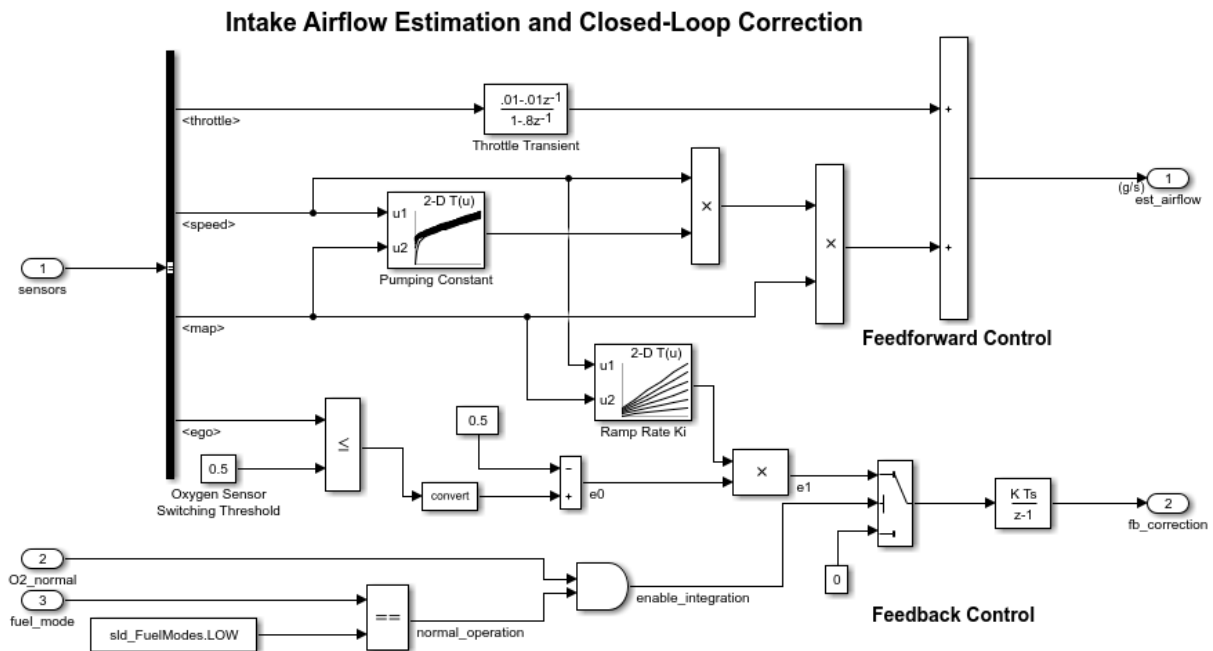 Intake Airflow Estimation and Closed-Loop Correction
.01-.01z-1
1-.8z-1
Throttle Transient
<throttle>
+
2-D T(u)
u1
u2
Pumping Constant
<speed>
×
×
(g/s)
1
est_airflow
+
1
sensors
<map>
Feedforward Control
2-D T(u)
u1
u2
Ramp Rate Ki
<ego>
0.5
Oxygen Sensor
Switching Threshold
≤
convert
0.5
−
+
e0
×
e1
0
K Ts
z-1
2
fb_correction
2
O2_normal
3
fuel_mode
sld_FuelModes.LOW
==
normal_operation
enable_integration
Feedback Control